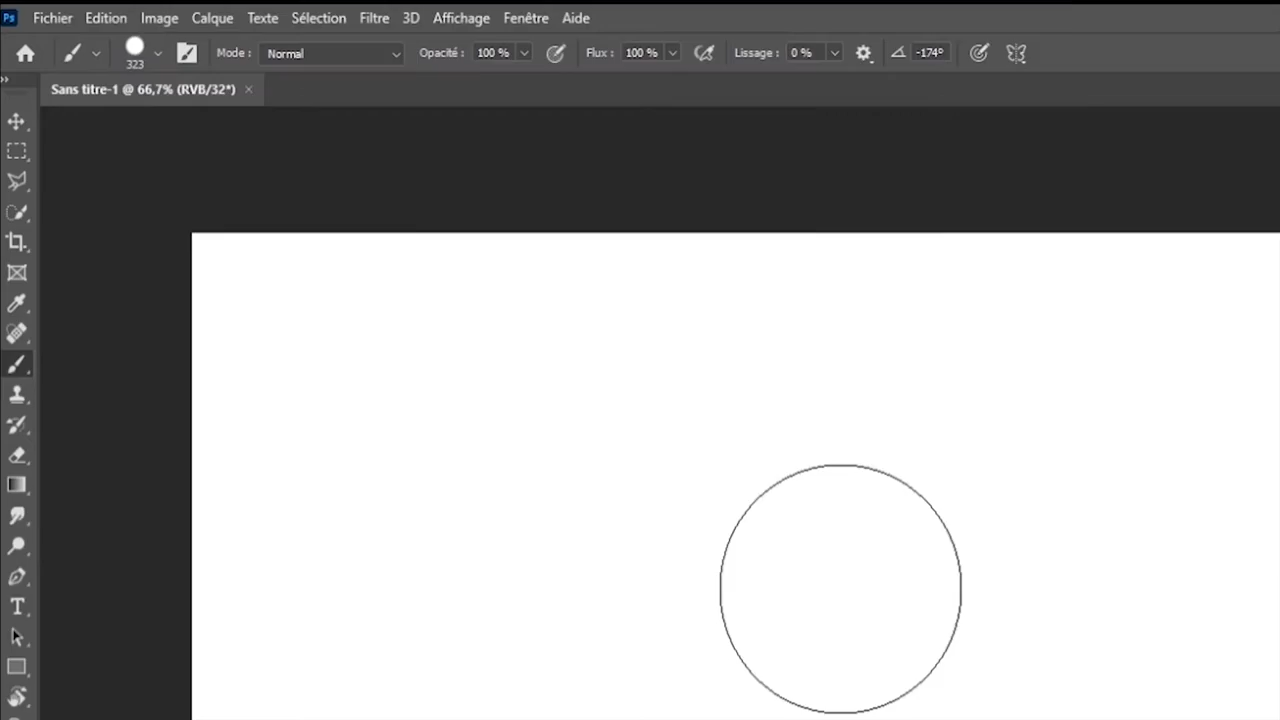 Ps Fichier Edition Image Calque Texte Sélection Filtre 3D Affichage Fenêtre Aide
323 Mode : Normal Opacité : 100 % Flux : 100 % Lissage : 0 % -174°
Sans titre-1 @ 66,7% (RVB/32*) ×
T